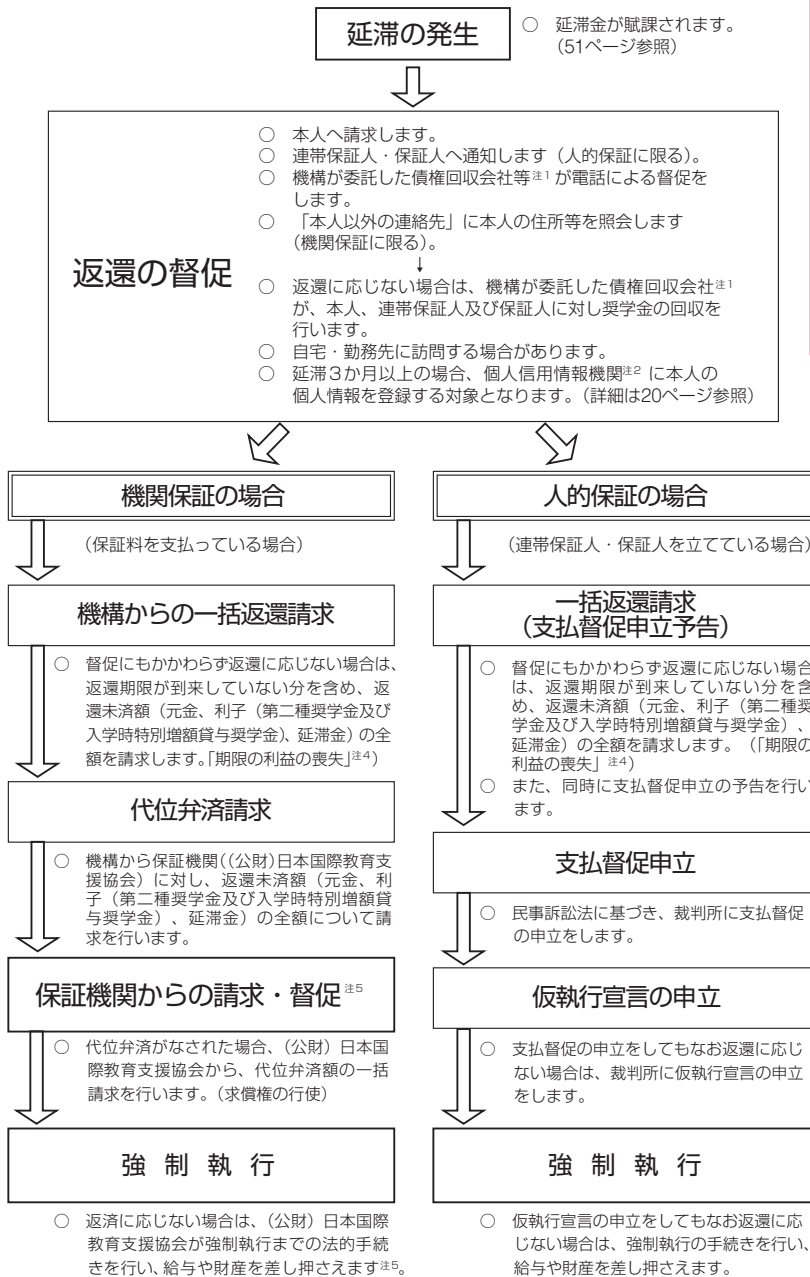 延滞の発生
○ 延滞金が賦課されます。
(51ページ参照)
返還の督促
○ 本人へ請求します。
○ 連帯保証人・保証人へ通知します（人的保証に限る）。
○ 機構が委託した債権回収会社等注1 が電話による督促を
します。
○ 「本人以外の連絡先」に本人の住所等を照会します
(機関保証に限る)。
↓
○ 返還に応じない場合は、機構が委託した債権回収会社注1
が、本人、連帯保証人及び保証人に対し奨学金の回収を
行います。
○ 自宅・勤務先に訪問する場合があります。
○ 延滞３か月以上の場合、個人信用情報機関注2 に本人の
個人情報を登録する対象となります。(詳細は20ページ参照)
機関保証の場合
(保証料を支払っている場合)
機構からの一括返還請求
○ 督促にもかかわらず返還に応じない場合は、
返還期限が到来していない分を含め、返
還未済額（元金、利子（第二種奨学金及び
入学時特別増額貸与奨学金)、延滞金）の全
額を請求します。「期限の利益の喪失」注4）
代位弁済請求
○ 機構から保証機関((公財)日本国際教育支
援協会）に対し、返還未済額（元金、利
子（第二種奨学金及び入学時特別増額貸
与奨学金）、延滞金）の全額について請
求を行います。
保証機関からの請求・督促注5
○ 代位弁済がなされた場合、(公財) 日本国
際教育支援協会から、代位弁済額の一括
請求を行います。(求償権の行使)
強 制 執 行
○ 返済に応じない場合は、(公財) 日本国際
教育支援協会が強制執行までの法的手続
きを行い、給与や財産を差し押さえます注5。
人的保証の場合
(連帯保証人・保証人を立てている場合)
一括返還請求
(支払督促申立予告)
○ 督促にもかかわらず返還に応じない場合
は、返還期限が到来していない分を含
め、返還未済額（元金、利子（第二種奨
学金及び入学時特別増額貸与奨学金）、
延滞金）の全額を請求します。（「期限の
利益の喪失」注4）
○ また、同時に支払督促申立の予告を行い
ます。
支払督促申立
○ 民事訴訟法に基づき、裁判所に支払督促
の申立をします。
仮執行宣言の申立
○ 支払督促の申立をしてもなお返還に応じ
ない場合は、裁判所に仮執行宣言の申立
をします。
強 制 執 行
○ 仮執行宣言の申立をしてもなお返還に応
じない場合は、強制執行の手続きを行い、
給与や財産を差し押さえます。